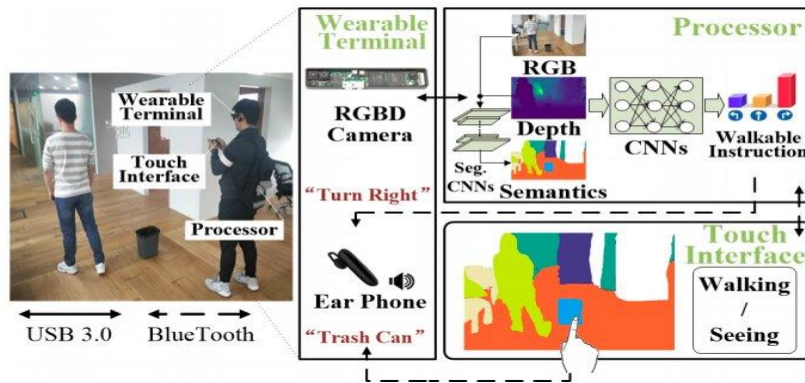 Wearable
Terminal
Touch
Interface
Processor
USB 3.0
BlueTooth
Wearable
Terminal
RGBD
Camera
“Turn Right”
Ear Phone
“Trash Can”
Processor
RGB
Depth
Seg.
CNNs
Semantics
CNNs
Walkable
Instruction
Touch
Interface
Walking
/
Seeing